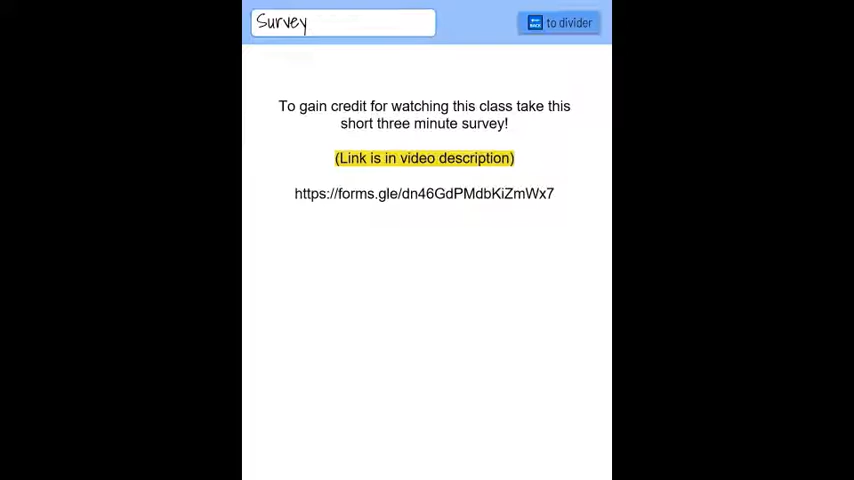 Survey
BACK to divider
To gain credit for watching this class take this
short three minute survey!
(Link is in video description)
https://forms.gle/dn46GdPMdbKiZmWx7